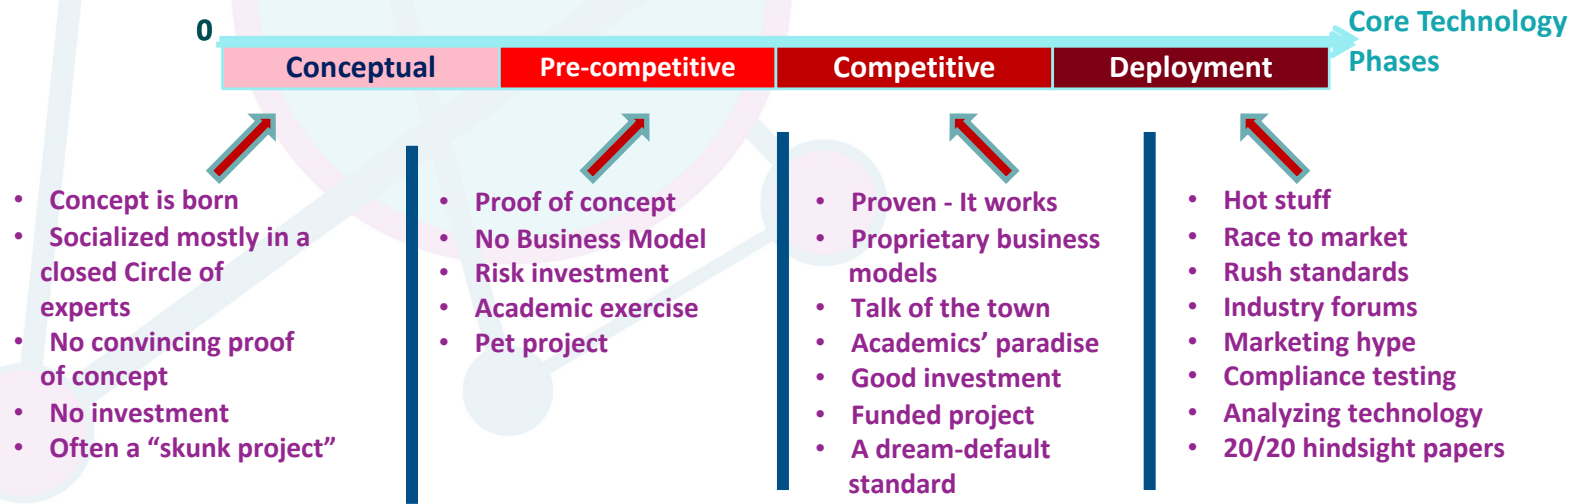 0
Core Technology
Phases
Conceptual
Pre-competitive
Competitive
Deployment
• Concept is born
• Socialized mostly in a
closed Circle of
experts
• No convincing proof
of concept
• No investment
• Often a “skunk project”
• Proof of concept
• No Business Model
• Risk investment
• Academic exercise
• Pet project
• Proven - It works
• Proprietary business
models
• Talk of the town
• Academics’ paradise
• Good investment
• Funded project
• A dream-default
standard
• Hot stuff
• Race to market
• Rush standards
• Industry forums
• Marketing hype
• Compliance testing
• Analyzing technology
• 20/20 hindsight papers